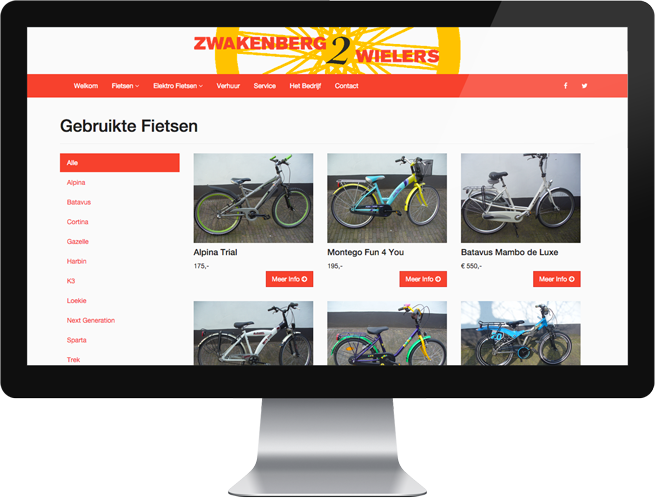 ZWAKENBERG 2 WIELERS
Welkom Fietsen Elektro Fietsen Verhuur Service Het Bedrijf Contact
Gebruikte Fietsen
Alle
Alpina
Batavus
Cortina
Gazelle
Harbin
K3
Loekie
Next Generation
Sparta
Trek
Alpina Trial
175,-
Meer Info
Montego Fun 4 You
195,-
Meer Info
Batavus Mambo de Luxe
€ 550,-
Meer Info